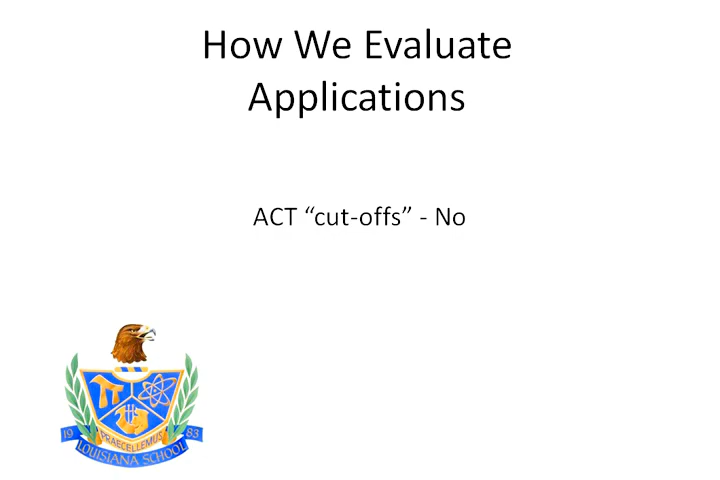 How We Evaluate
Applications
ACT “cut-offs” - No
19 83
PRAECELLEMUS
LOUISIANA SCHOOL